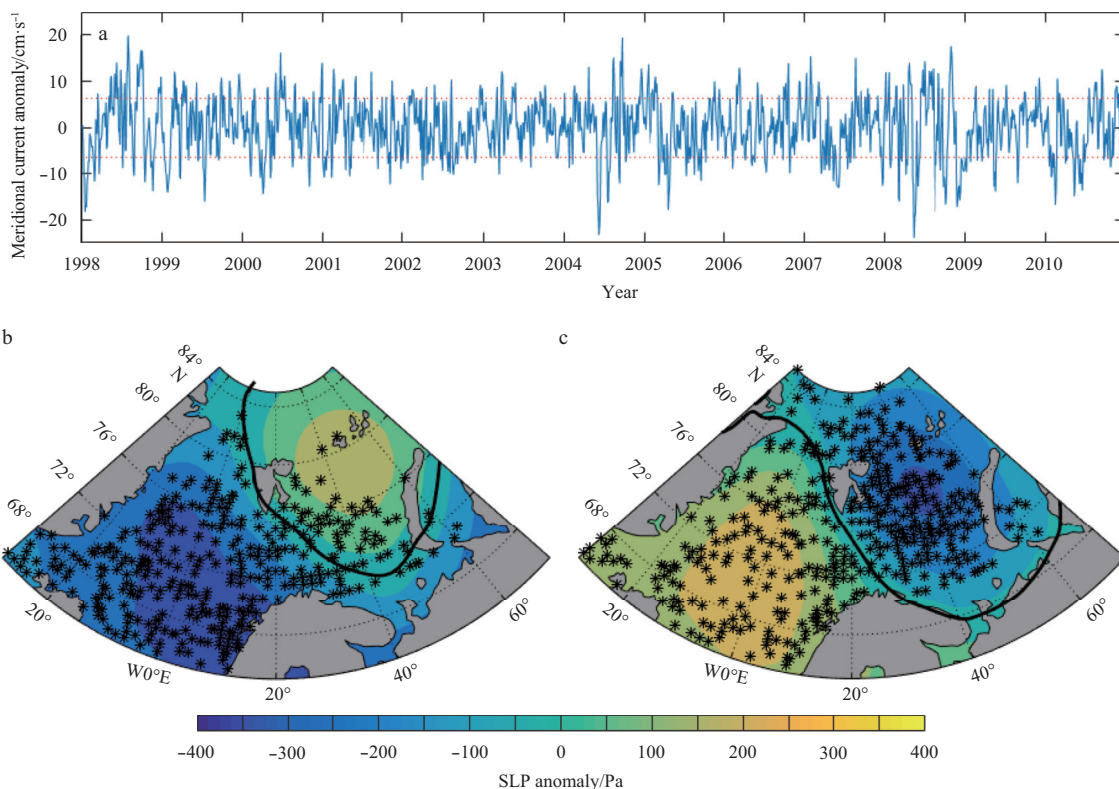 a
Meridional current anomaly/cm·s⁻¹
20
10
0
−10
−20
1998 1999 2000 2001 2002 2003 2004 2005 2006 2007 2008 2009 2010
Year
b
84°
N
80°
76°
72°
68°
20°
W0°E
20°
40°
60°
c
84°
N
80°
76°
72°
68°
20°
W0°E
20°
40°
60°
−400 −300 −200 −100 0 100 200 300 400
SLP anomaly/Pa